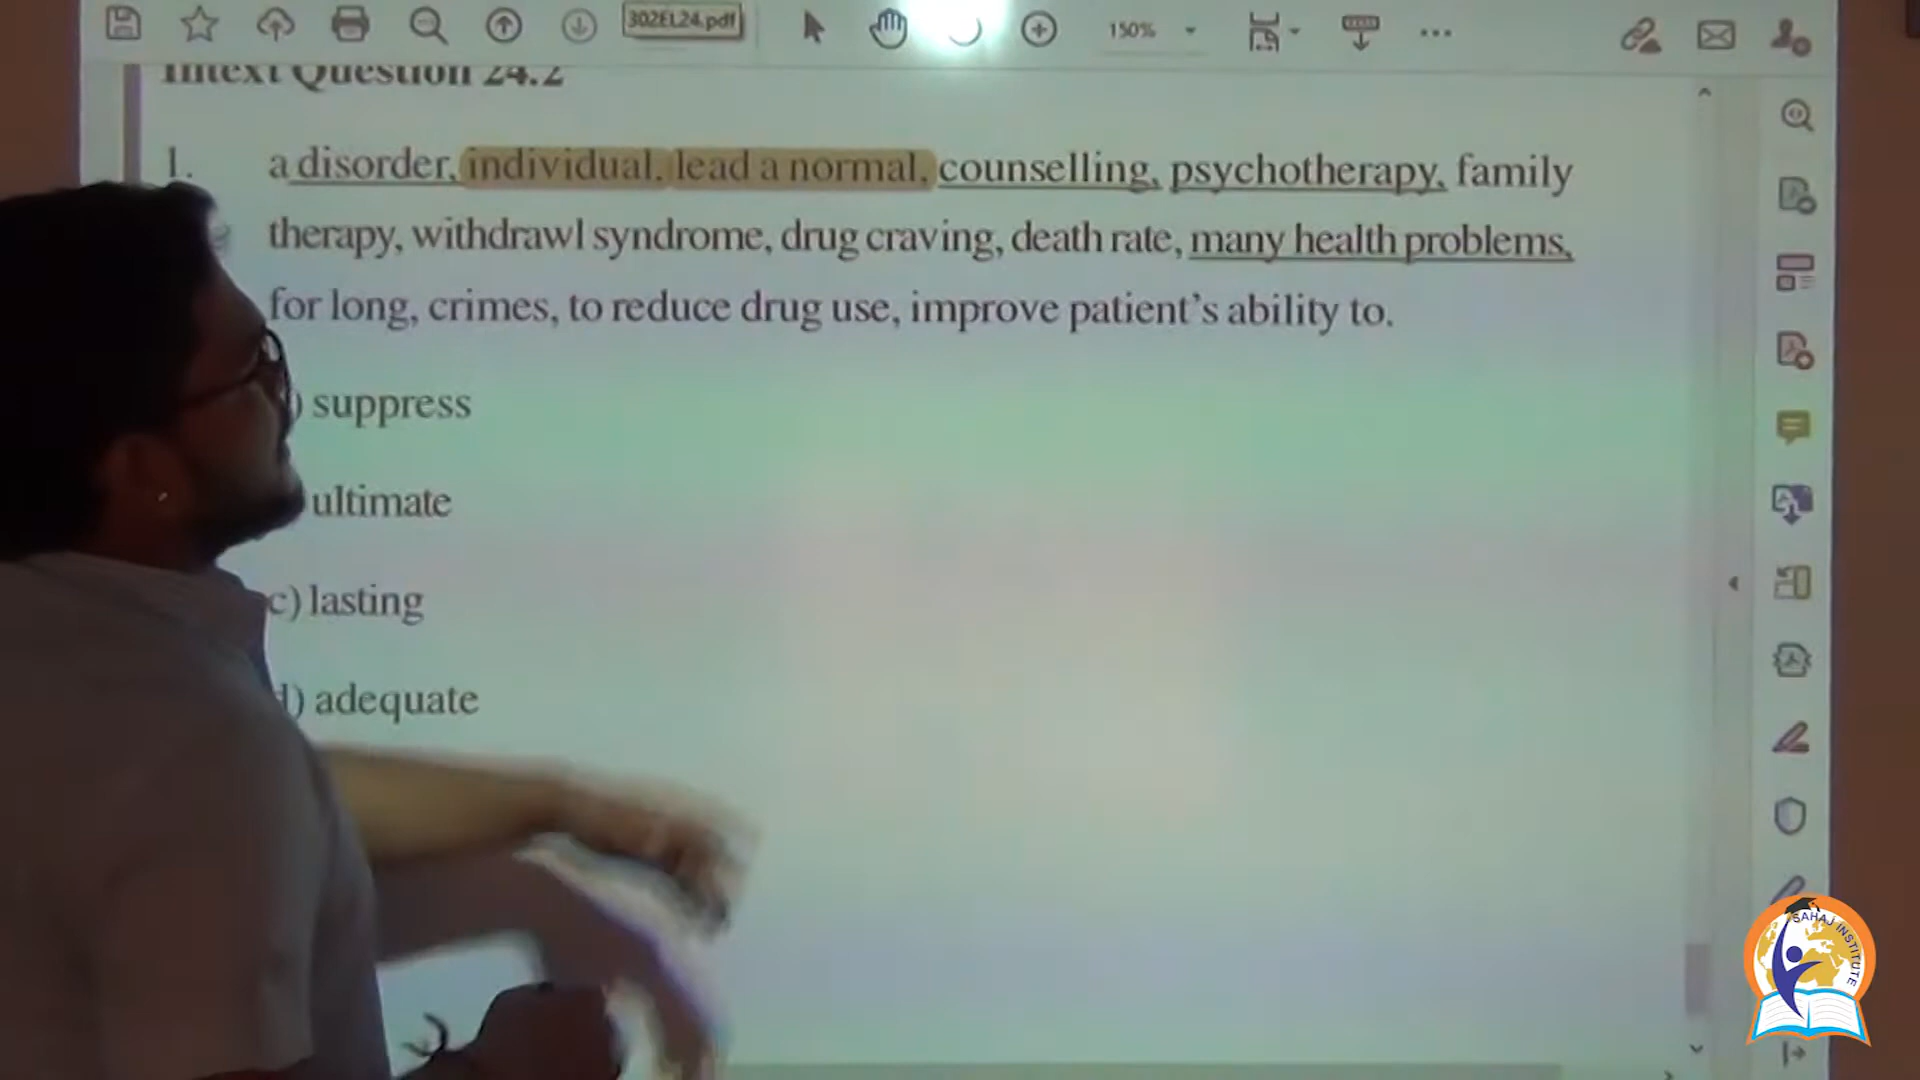 302EL24.pdf
150%
Intext Question 24.2
1. a disorder, individual, lead a normal, counselling, psychotherapy, family
therapy, withdrawl syndrome, drug craving, death rate, many health problems,
for long, crimes, to reduce drug use, improve patient's ability to.
) suppress
ultimate
c) lasting
d) adequate
SAHAJ INSTITUTE